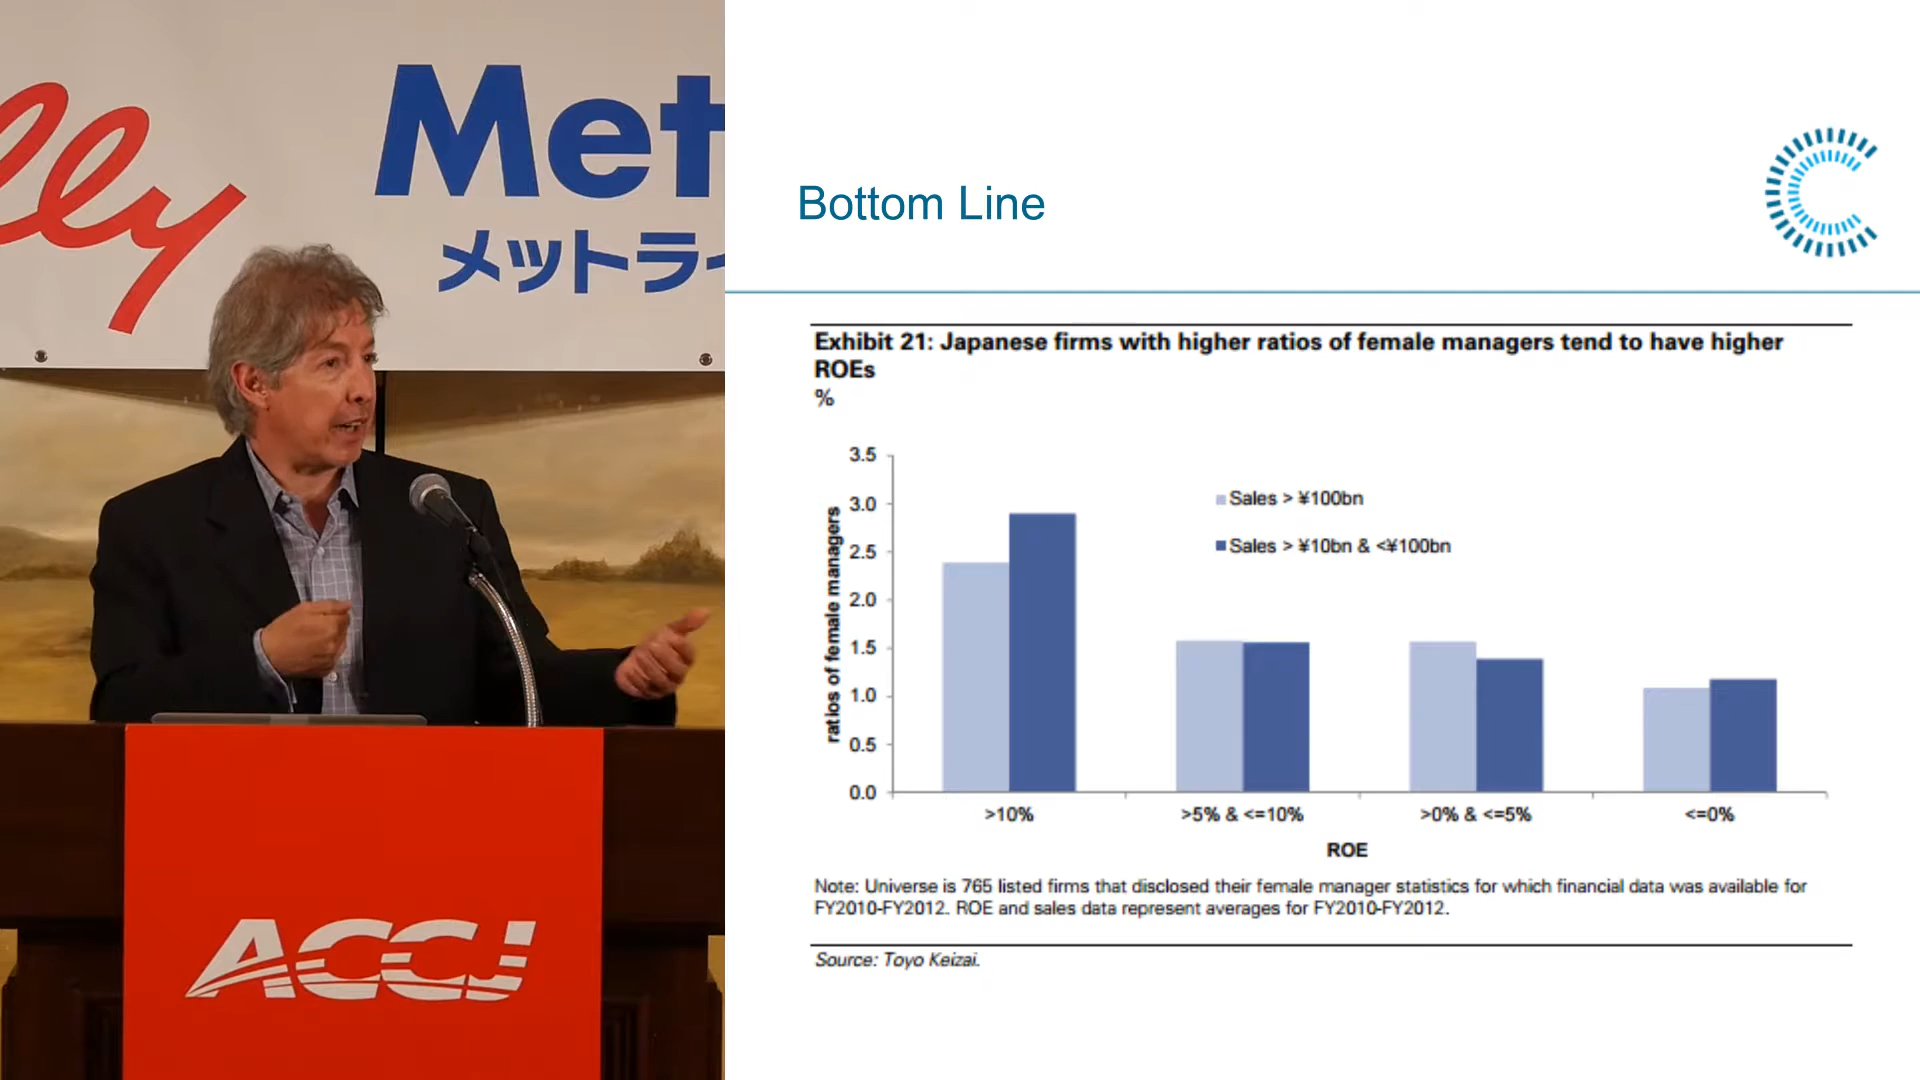 lly
Met
メットラ
ACCJ
Bottom Line
Exhibit 21: Japanese firms with higher ratios of female managers tend to have higher
ROEs
%
3.5
3.0
2.5
2.0
1.5
1.0
0.5
0.0
ratios of female managers
Sales > ¥100bn
Sales > ¥10bn & <¥100bn
>10%
>5% & <=10%
>0% & <=5%
<=0%
ROE
Note: Universe is 765 listed firms that disclosed their female manager statistics for which financial data was available for
FY2010-FY2012. ROE and sales data represent averages for FY2010-FY2012.
Source: Toyo Keizai.